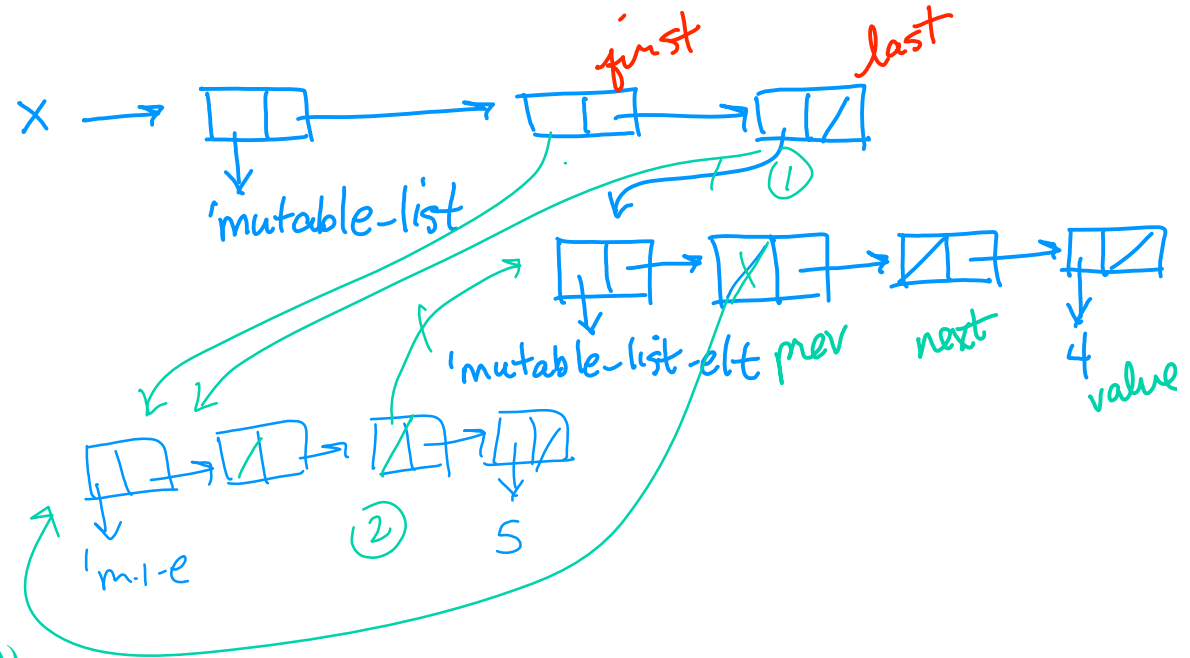 first
last
X
①
'mutable-list
'mutable-list-elt
prev
next
4
value
②
5
'm-l-e
))